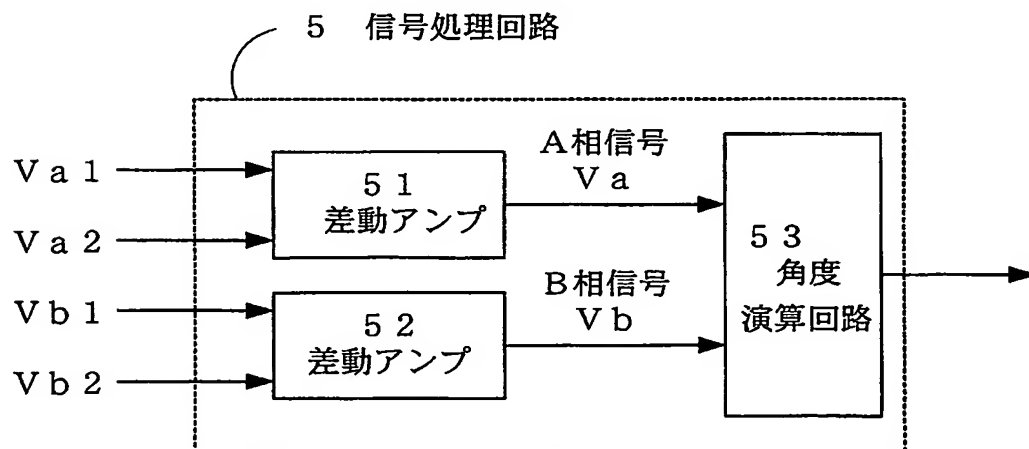 5 信号処理回路
Va1
Va2
Vb1
Vb2
51
差動アンプ
52
差動アンプ
A相信号
Va
B相信号
Vb
53
角度
演算回路